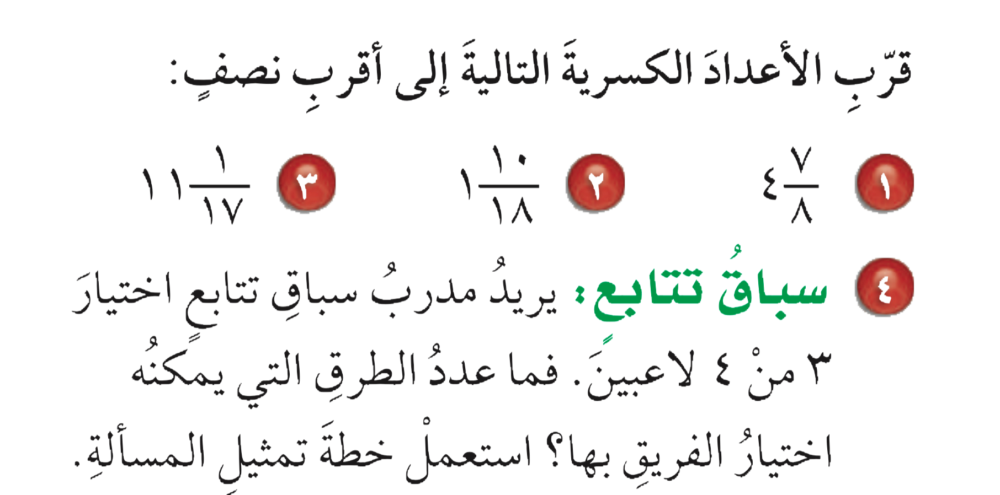 قرّبِ الأعدادَ الكسريةَ التاليةَ إلى أقربِ نصفٍ:
١ ٤ ٧/٨ ٢ ١ ١٠/١٨ ٣ ١١ ١/١٧
٤ سباقُ تتابعٍ: يريدُ مدربُ سباقِ تتابعٍ اختيارَ
٣ منْ ٤ لاعبينَ. فما عددُ الطرقِ التي يمكنُه
اختيارُ الفريقِ بها؟ استعملْ خطةَ تمثيلِ المسألةِ.